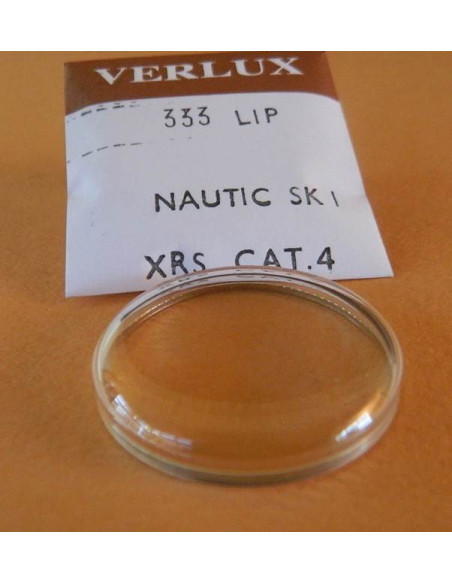 VERLUX
333 LIP
NAUTIC SKI
XRS CAT.4